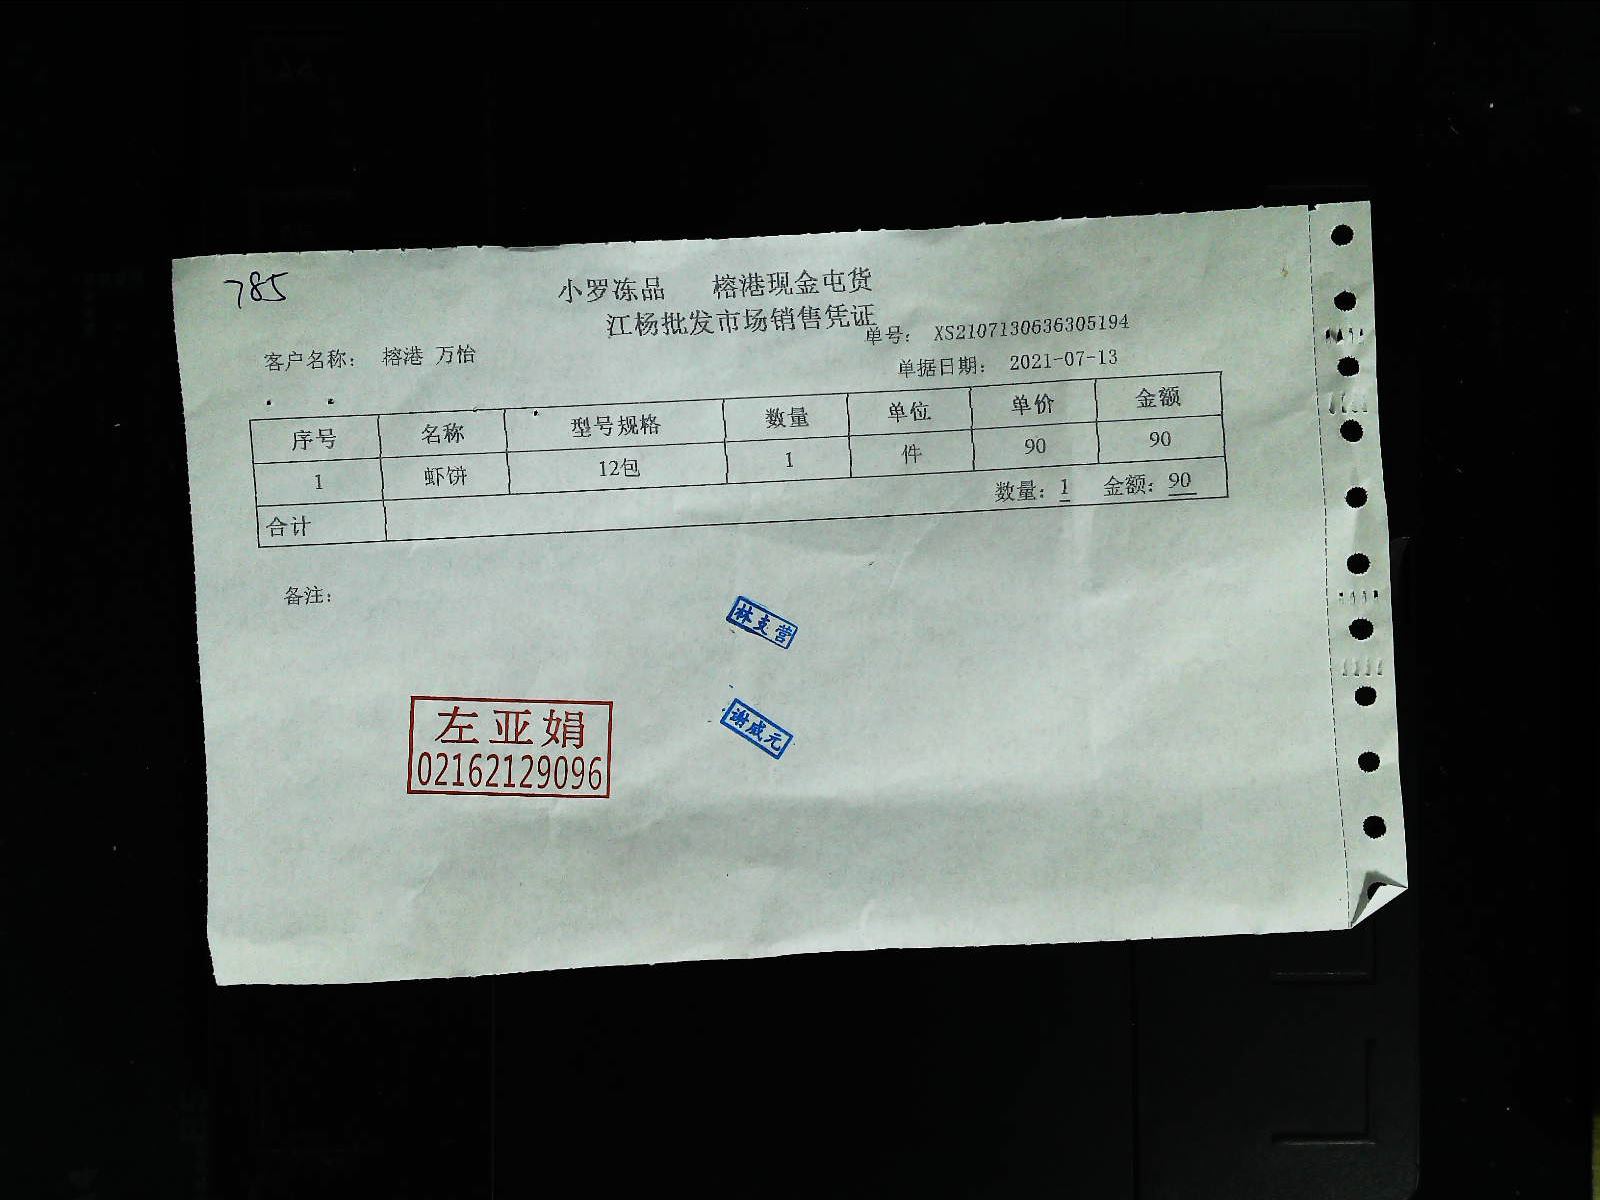 785
小罗冻品 榕港现金屯货
江杨批发市场销售凭证
单号： XS2107130636305194
客户名称： 榕港 万怡
单据日期： 2021-07-13
序号 名称 型号规格 数量 单位 单价 金额
1 虾饼 12包 1 件 90 90
合计 数量：1 金额：90
备注：
林支营
谢成元
左亚娟
02162129096